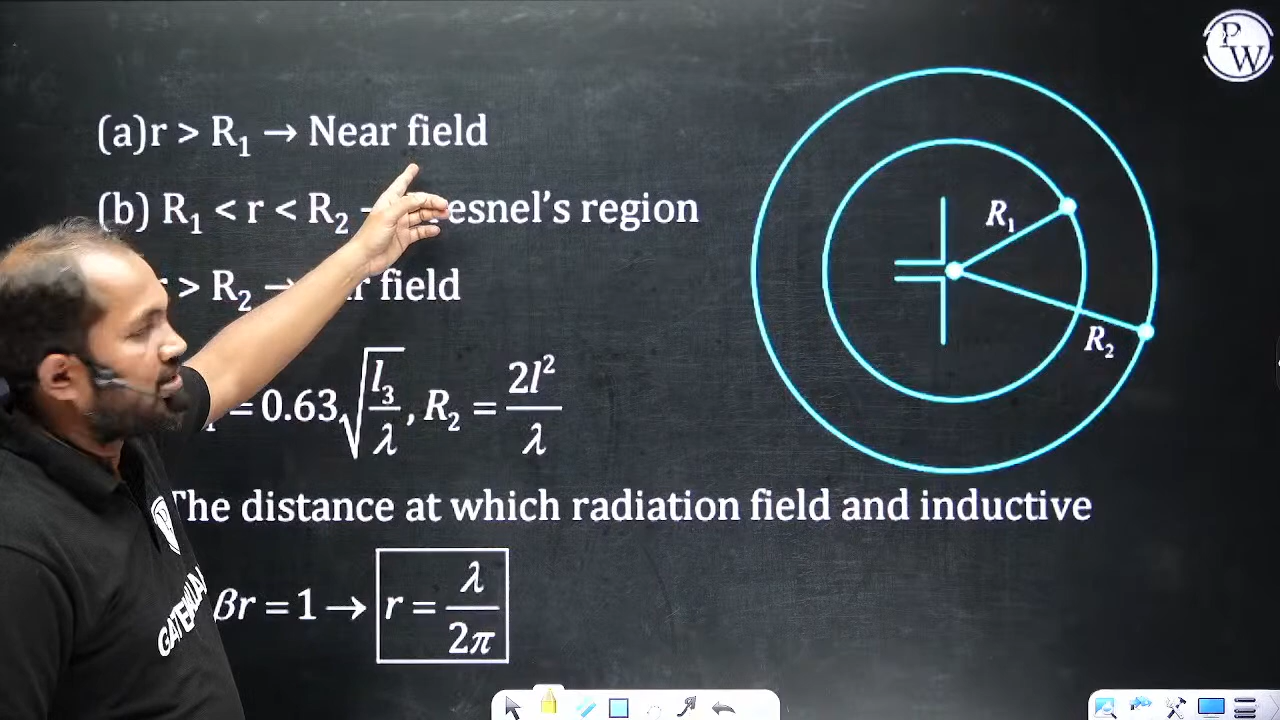 PW
(a)r > R₁ → Near field
(b) R₁ < r < R₂ → esnel's region
r > R₂ → r field
= 0.63√(l₃/λ), R₂ = 2l²/λ
The distance at which radiation field and inductive
βr = 1 → r = λ/2π
R₁
R₂